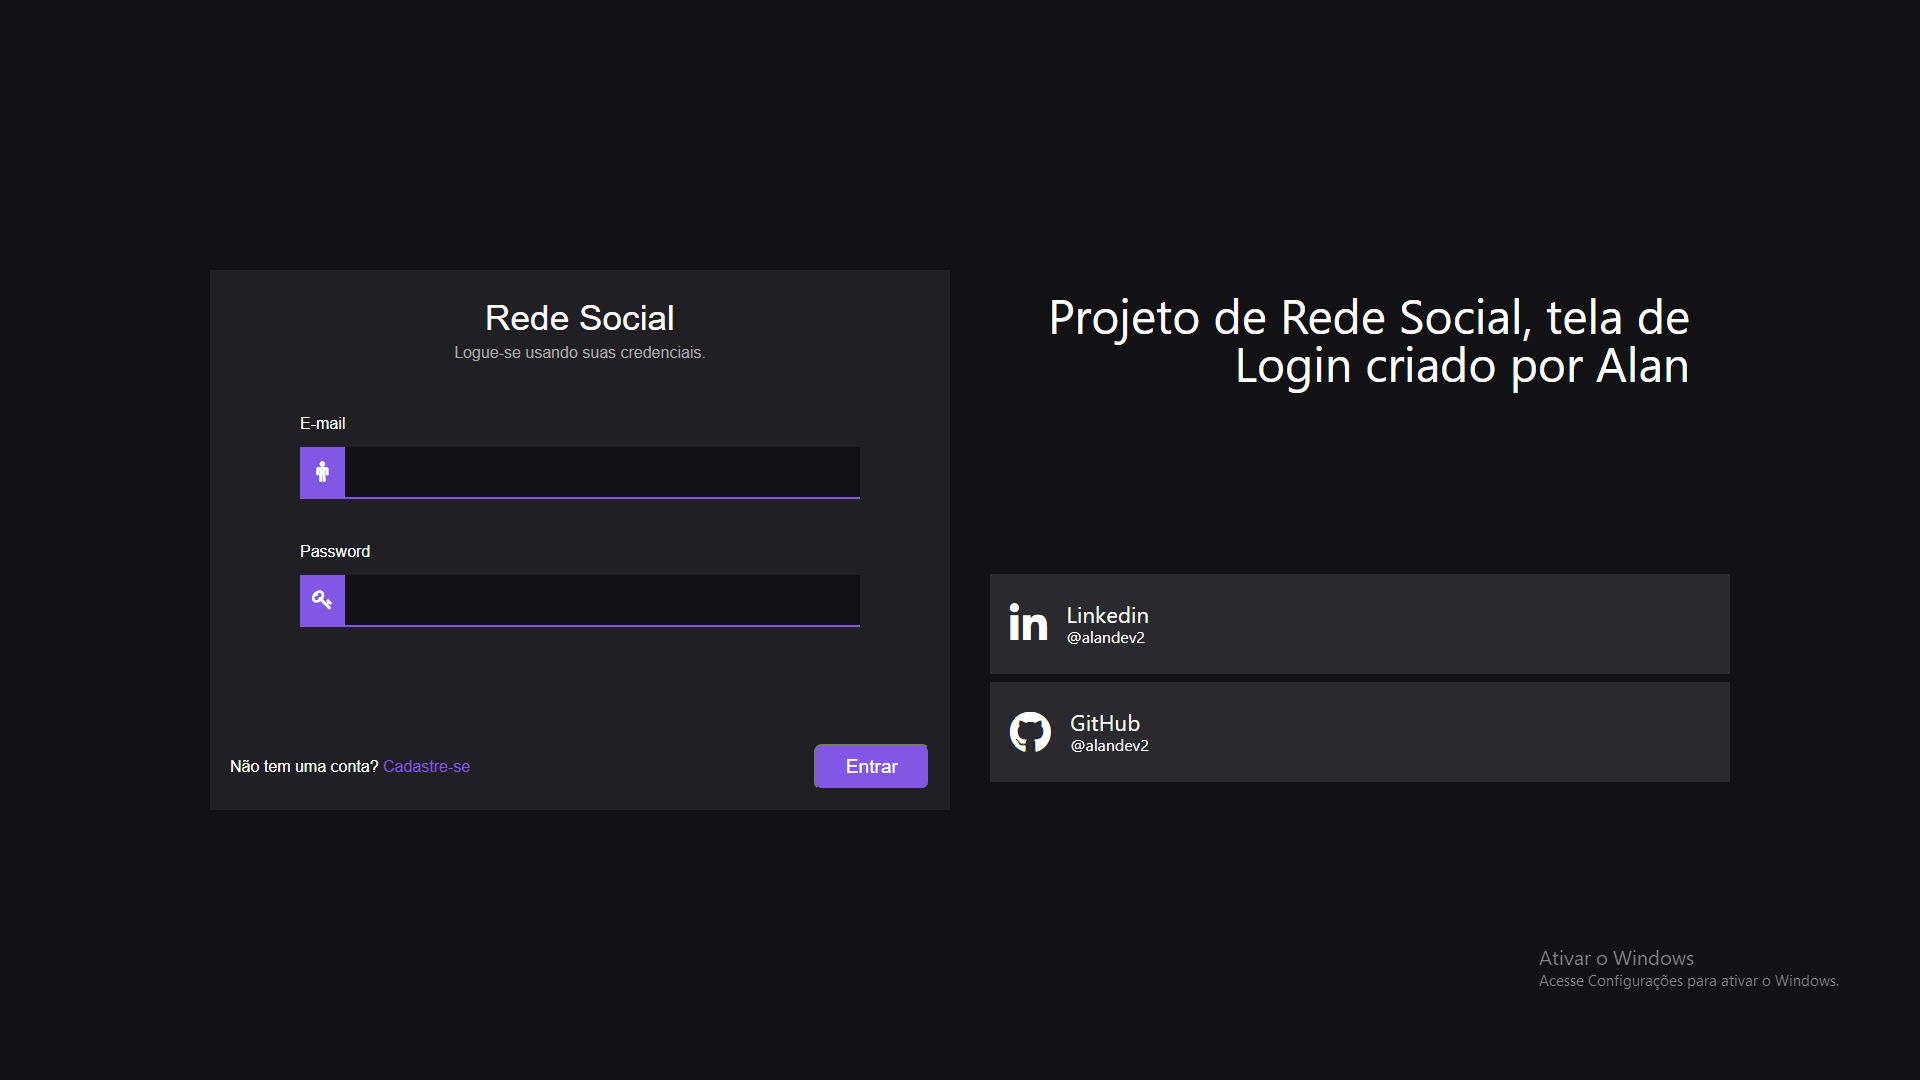 Rede Social
Logue-se usando suas credenciais.
E-mail
Password
Não tem uma conta? Cadastre-se
Entrar
Projeto de Rede Social, tela de
Login criado por Alan
Linkedin
@alandev2
GitHub
@alandev2
Ativar o Windows
Acesse Configurações para ativar o Windows.